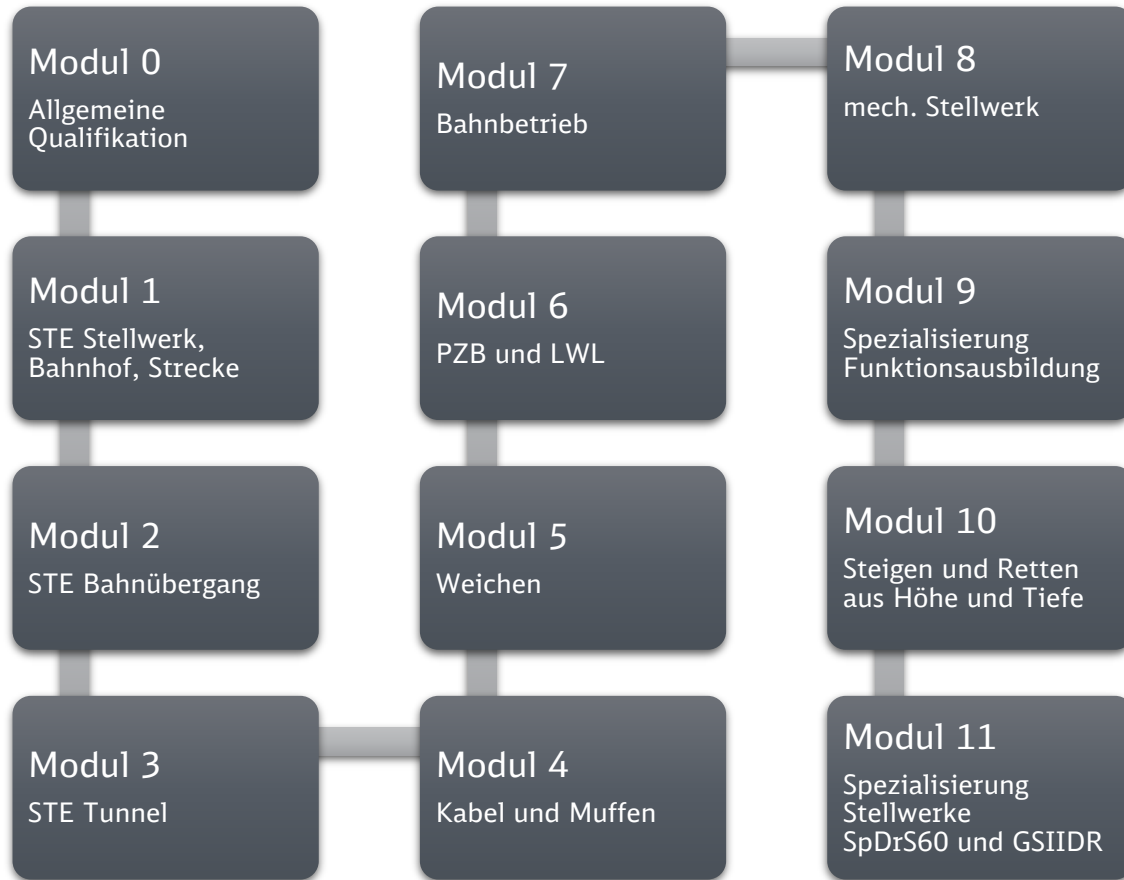 Modul 0
Allgemeine
Qualifikation
Modul 1
STE Stellwerk,
Bahnhof, Strecke
Modul 2
STE Bahnübergang
Modul 3
STE Tunnel
Modul 4
Kabel und Muffen
Modul 5
Weichen
Modul 6
PZB und LWL
Modul 7
Bahnbetrieb
Modul 8
mech. Stellwerk
Modul 9
Spezialisierung
Funktionsausbildung
Modul 10
Steigen und Retten
aus Höhe und Tiefe
Modul 11
Spezialisierung
Stellwerke
SpDrS60 und GSIIDR